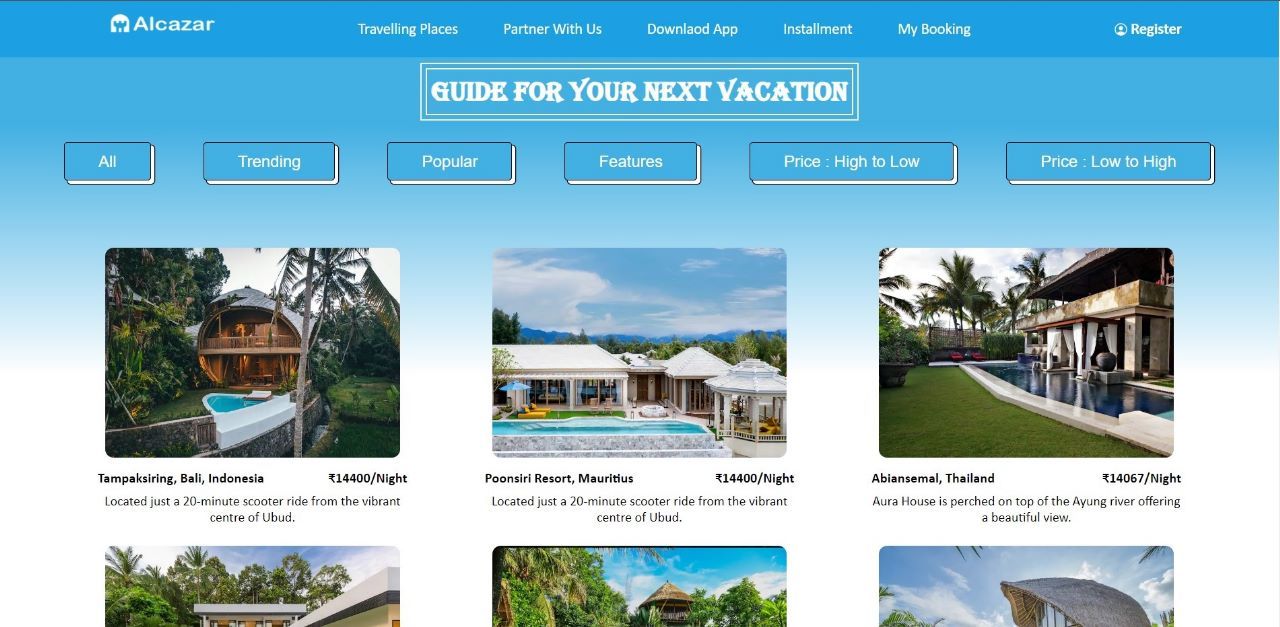 Alcazar
Travelling Places
Partner With Us
Downlaod App
Installment
My Booking
Register
GUIDE FOR YOUR NEXT VACATION
All
Trending
Popular
Features
Price : High to Low
Price : Low to High
Tampaksiring, Bali, Indonesia
₹14400/Night
Located just a 20-minute scooter ride from the vibrant
centre of Ubud.
Poonsiri Resort, Mauritius
₹14400/Night
Located just a 20-minute scooter ride from the vibrant
centre of Ubud.
Abiansemal, Thailand
₹14067/Night
Aura House is perched on top of the Ayung river offering
a beautiful view.